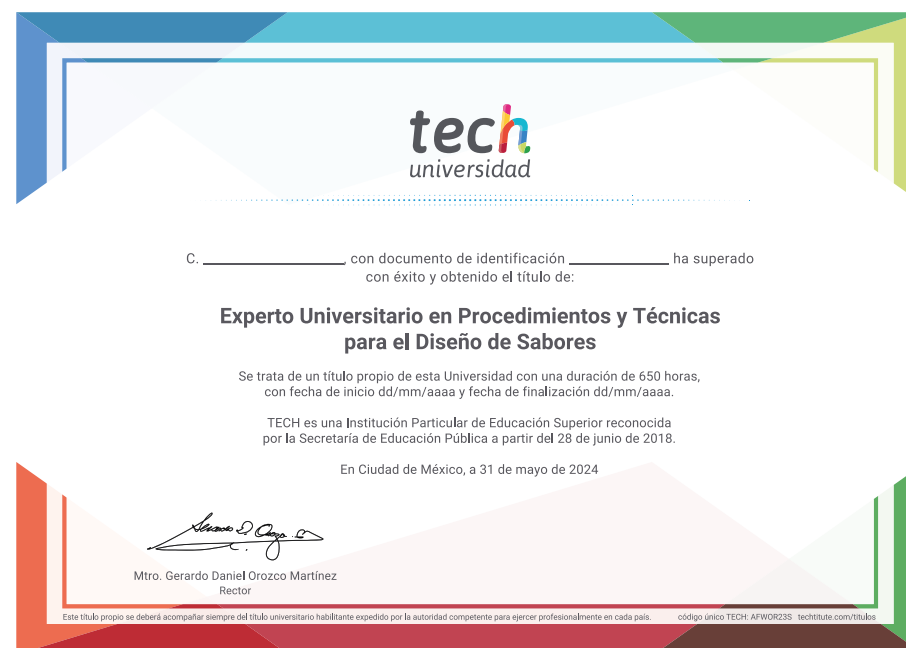 tech
universidad
C. ____________, con documento de identificación ____________ ha superado
con éxito y obtenido el título de:
Experto Universitario en Procedimientos y Técnicas
para el Diseño de Sabores
Se trata de un título propio de esta Universidad con una duración de 650 horas,
con fecha de inicio dd/mm/aaaa y fecha de finalización dd/mm/aaaa.
TECH es una Institución Particular de Educación Superior reconocida
por la Secretaría de Educación Pública a partir del 28 de junio de 2018.
En Ciudad de México, a 31 de mayo de 2024
Mtro. Gerardo Daniel Orozco Martínez
Rector
Este título propio se deberá acompañar siempre del título universitario habilitante expedido por la autoridad competente para ejercer profesionalmente en cada país. código único TECH: AFWOR23S techtitute.com/titulos